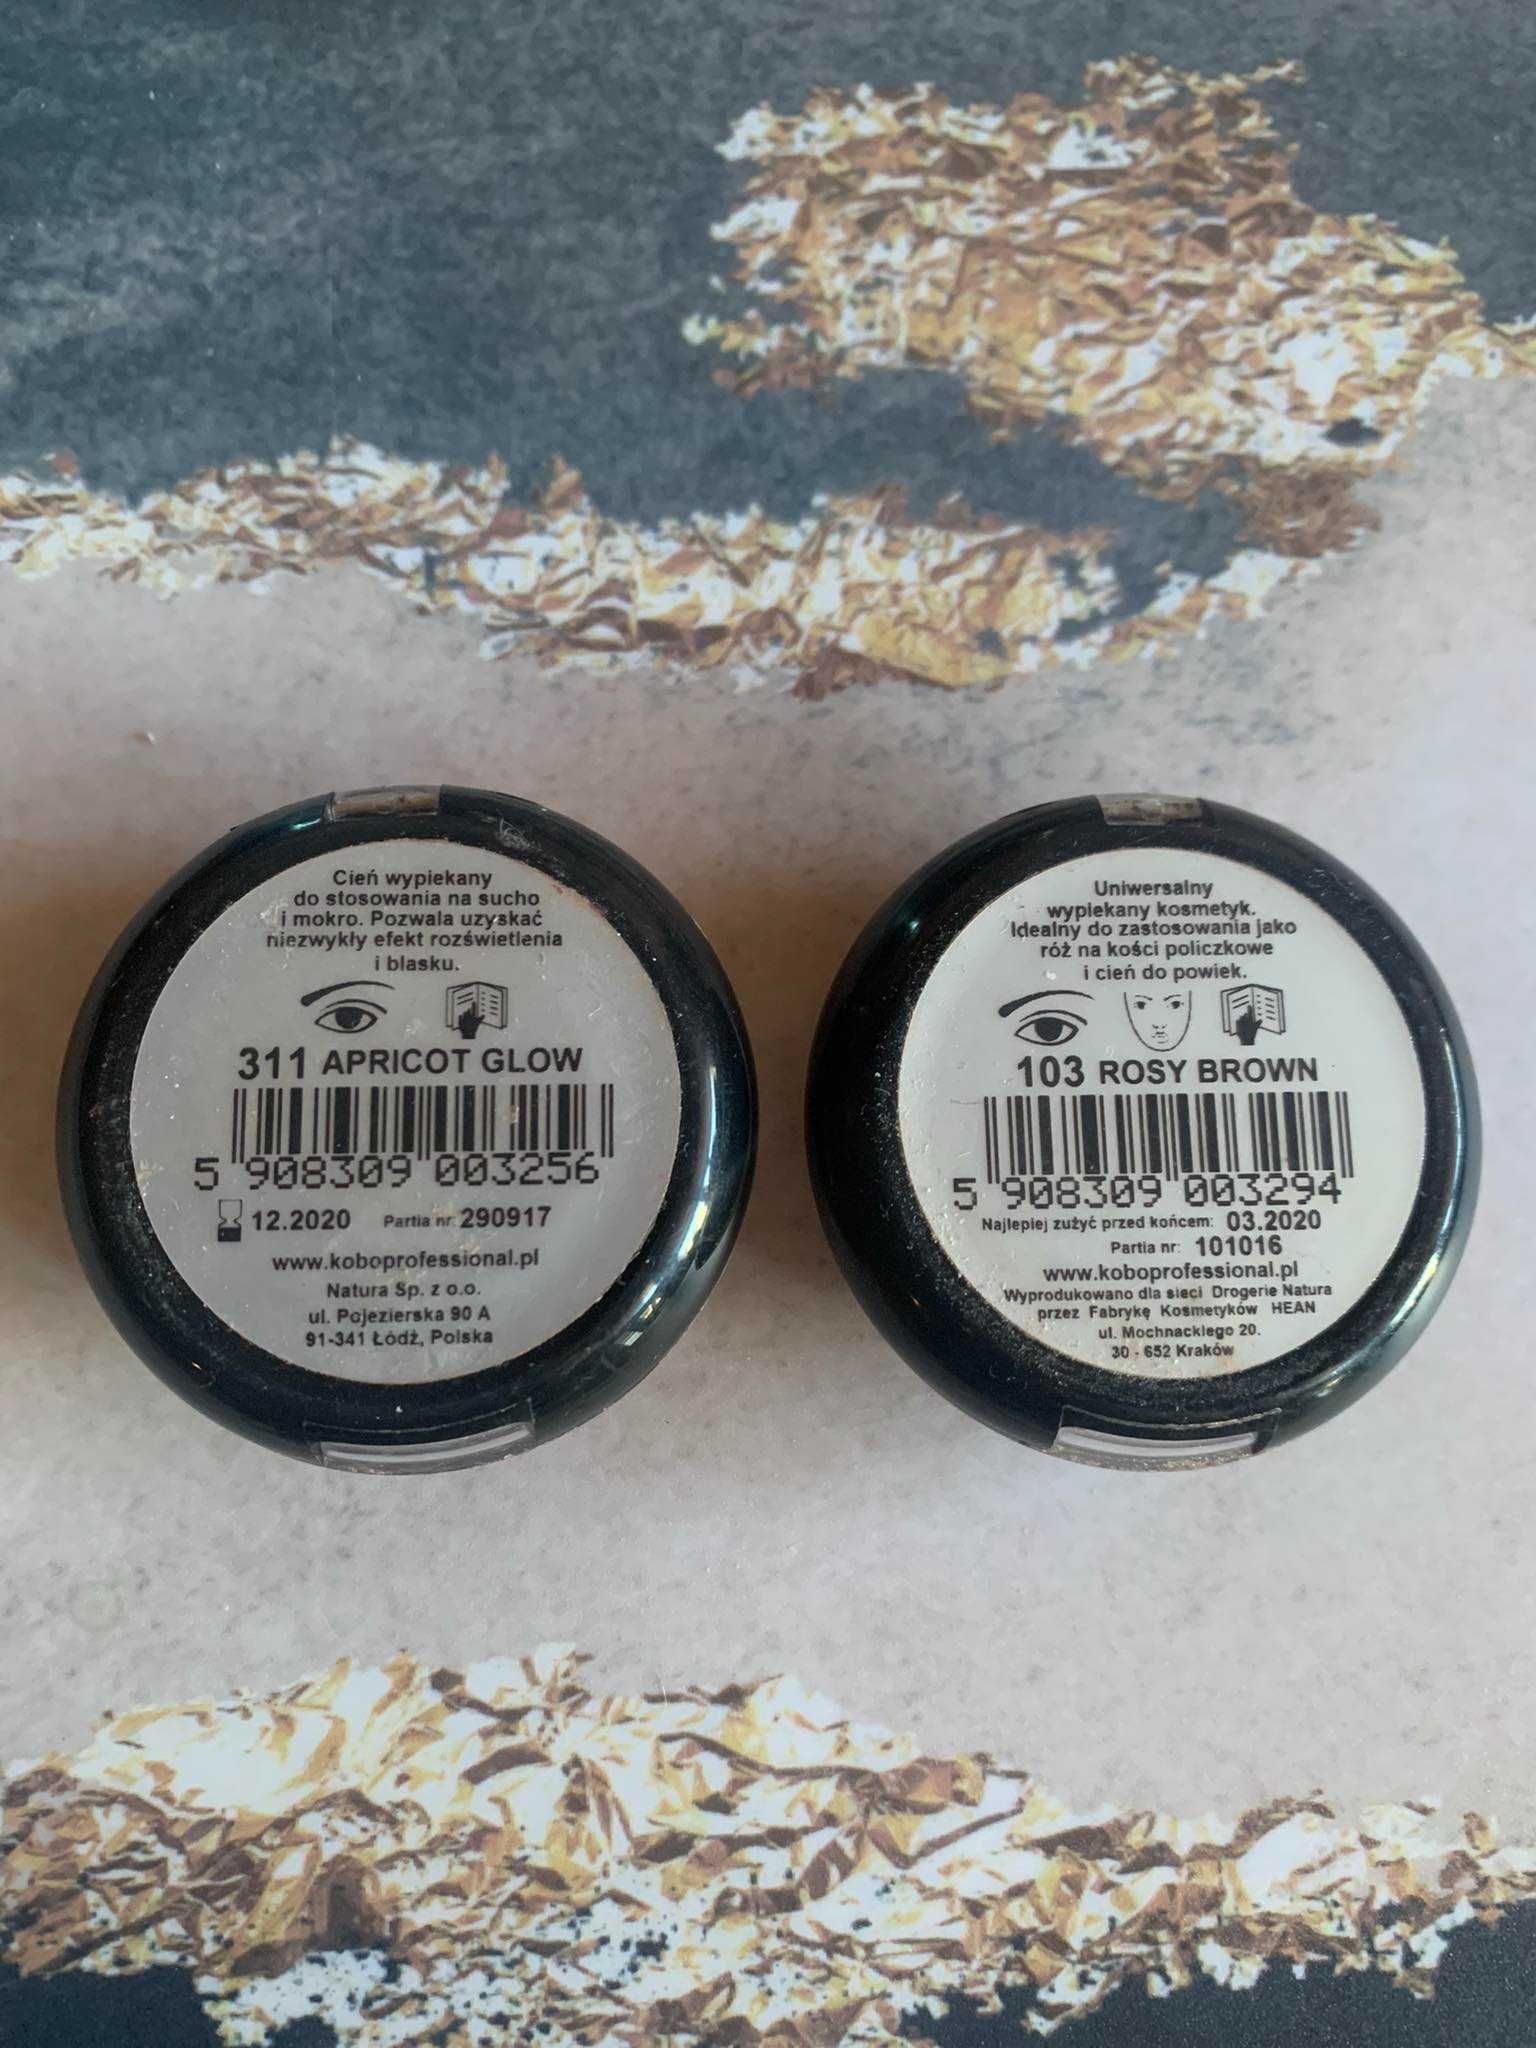 Cień wypiekany
do stosowania na sucho
i mokro. Pozwala uzyskać
niezwykły efekt rozświetlenia
i blasku.
311 APRICOT GLOW
5 908309 003256
12.2020 Partia nr: 290917
www.koboprofessional.pl
Natura Sp. z o.o.
ul. Pojezierska 90 A
91-341 Łódź, Polska
Uniwersalny
wypiekany kosmetyk.
Idealny do zastosowania jako
róż na kości policzkowe
i cień do powiek.
103 ROSY BROWN
5 908309 003294
Najlepiej zużyć przed końcem: 03.2020
Partia nr: 101016
www.koboprofessional.pl
Wyprodukowano dla sieci Drogerie Natura
przez Fabrykę Kosmetyków HEAN
ul. Mochnackiego 20.
30 - 652 Kraków